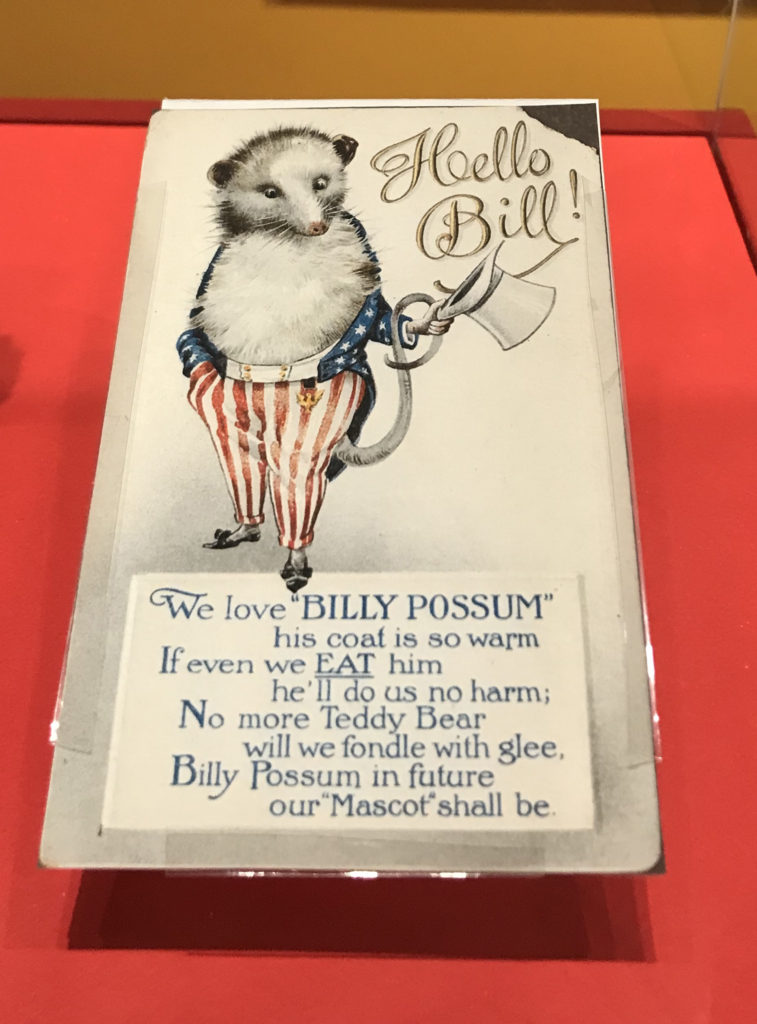 Hello
Bill!
We love "BILLY POSSUM"
his coat is so warm
If even we EAT him
he'll do us no harm;
No more Teddy Bear
will we fondle with glee,
Billy Possum in future
our "Mascot" shall be.